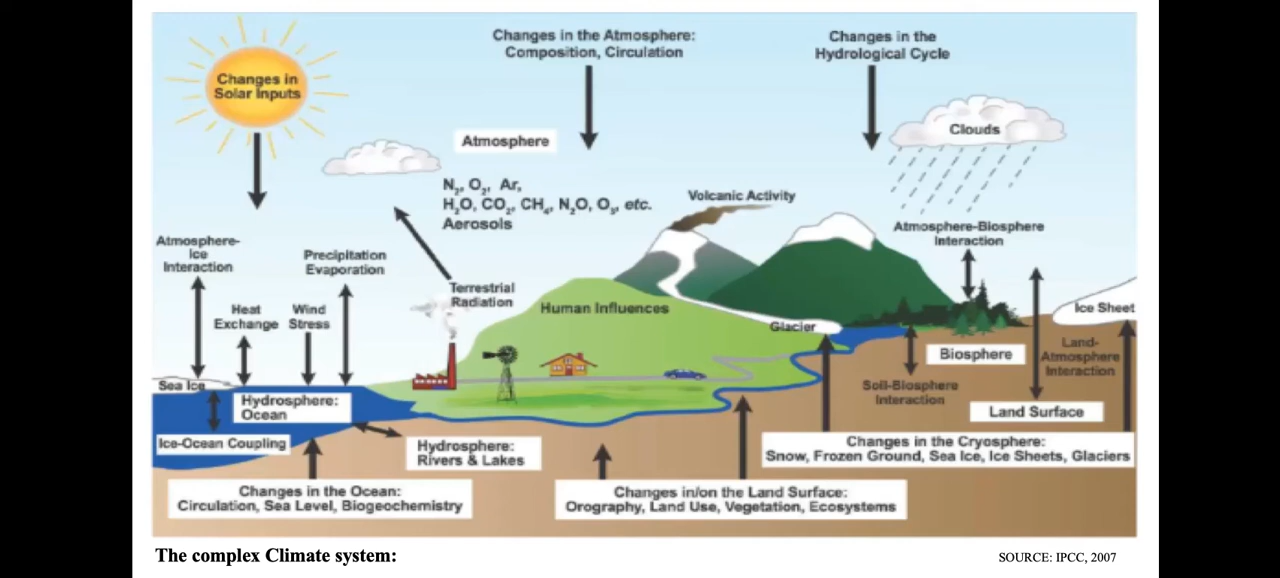 Changes in the Atmosphere:
Composition, Circulation
Changes in the
Hydrological Cycle
Changes in
Solar Inputs
Clouds
Atmosphere
N₂, O₂, Ar,
H₂O, CO₂, CH₄, N₂O, O₃, etc.
Aerosols
Volcanic Activity
Atmosphere-
Ice
Interaction
Precipitation
Evaporation
Atmosphere-Biosphere
Interaction
Terrestrial
Radiation
Heat
Exchange
Wind
Stress
Human Influences
Glacier
Ice Sheet
Biosphere
Land-
Atmosphere
Interaction
Soil-Biosphere
Interaction
Sea Ice
Hydrosphere:
Ocean
Land Surface
Ice-Ocean Coupling
Hydrosphere:
Rivers & Lakes
Changes in the Cryosphere:
Snow, Frozen Ground, Sea Ice, Ice Sheets, Glaciers
Changes in the Ocean:
Circulation, Sea Level, Biogeochemistry
Changes in/on the Land Surface:
Orography, Land Use, Vegetation, Ecosystems
The complex Climate system:
SOURCE: IPCC, 2007